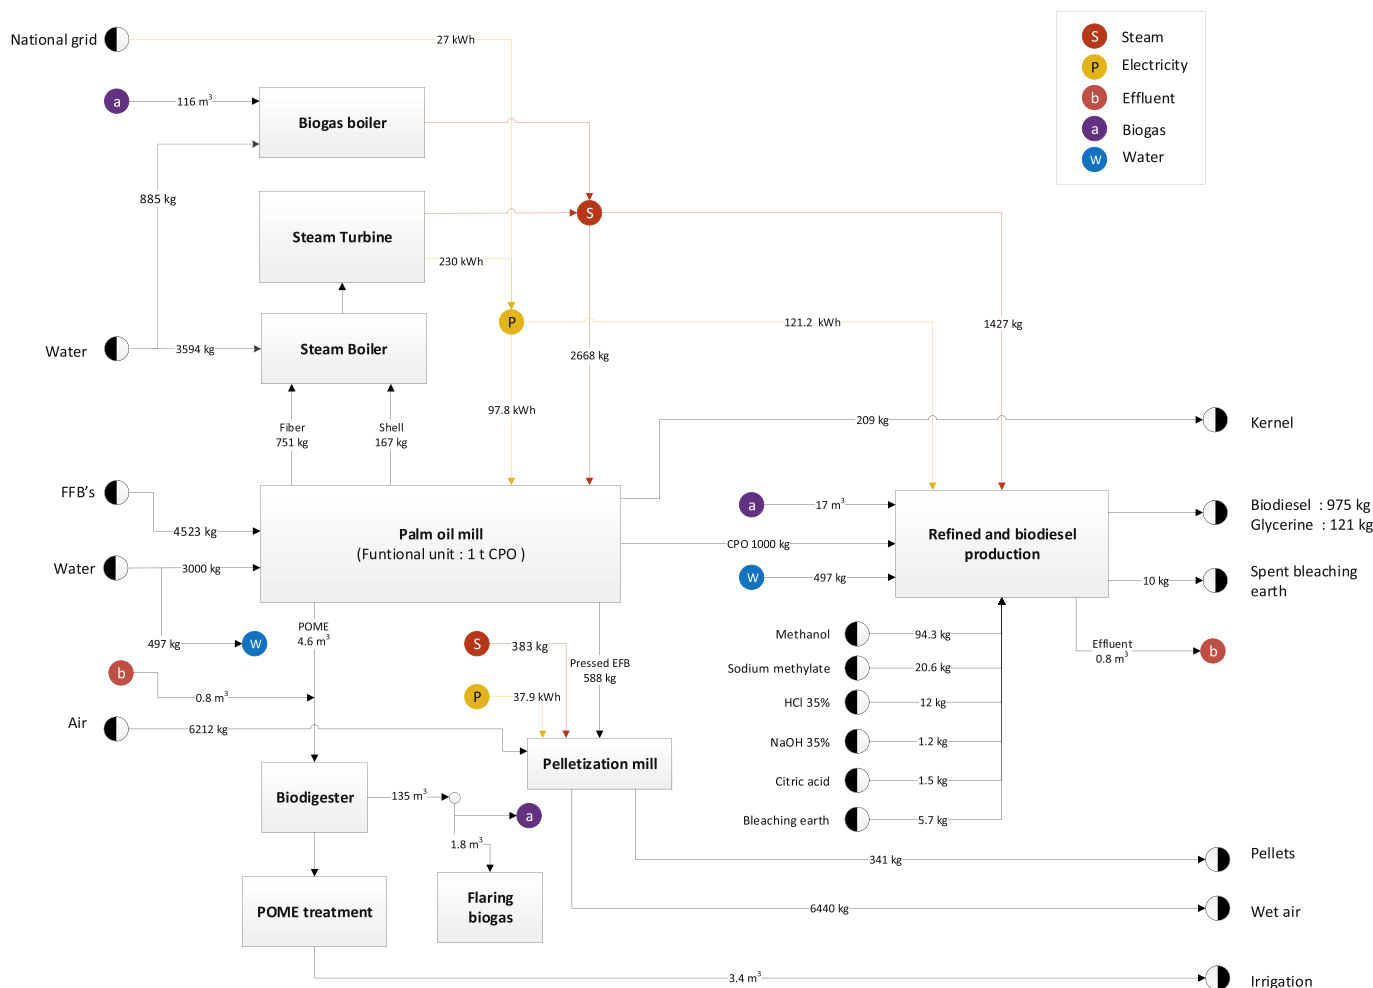 National grid
27 kWh
S
Steam
P
Electricity
b
Effluent
a
Biogas
W
Water
a
116 m³
Biogas boiler
885 kg
S
Steam Turbine
230 kWh
P
121.2 kWh
1427 kg
Water
3594 kg
Steam Boiler
2668 kg
97.8 kWh
Fiber
751 kg
Shell
167 kg
209 kg
Kernel
FFB's
4523 kg
Palm oil mill
(Funtional unit : 1 t CPO )
a
17 m³
CPO 1000 kg
W
497 kg
Refined and biodiesel
production
Biodiesel : 975 kg
Glycerine : 121 kg
10 kg
Spent bleaching
earth
Water
3000 kg
497 kg
W
POME
4.6 m³
S
383 kg
Pressed EFB
588 kg
P
37.9 kWh
b
0.8 m³
Air
6212 kg
Effluent
0.8 m³
b
Methanol
94.3 kg
Sodium methylate
20.6 kg
HCl 35%
12 kg
NaOH 35%
1.2 kg
Citric acid
1.5 kg
Bleaching earth
5.7 kg
Pelletization mill
Biodigester
135 m³
a
1.8 m³
341 kg
Pellets
POME treatment
Flaring
biogas
6440 kg
Wet air
3.4 m³
Irrigation